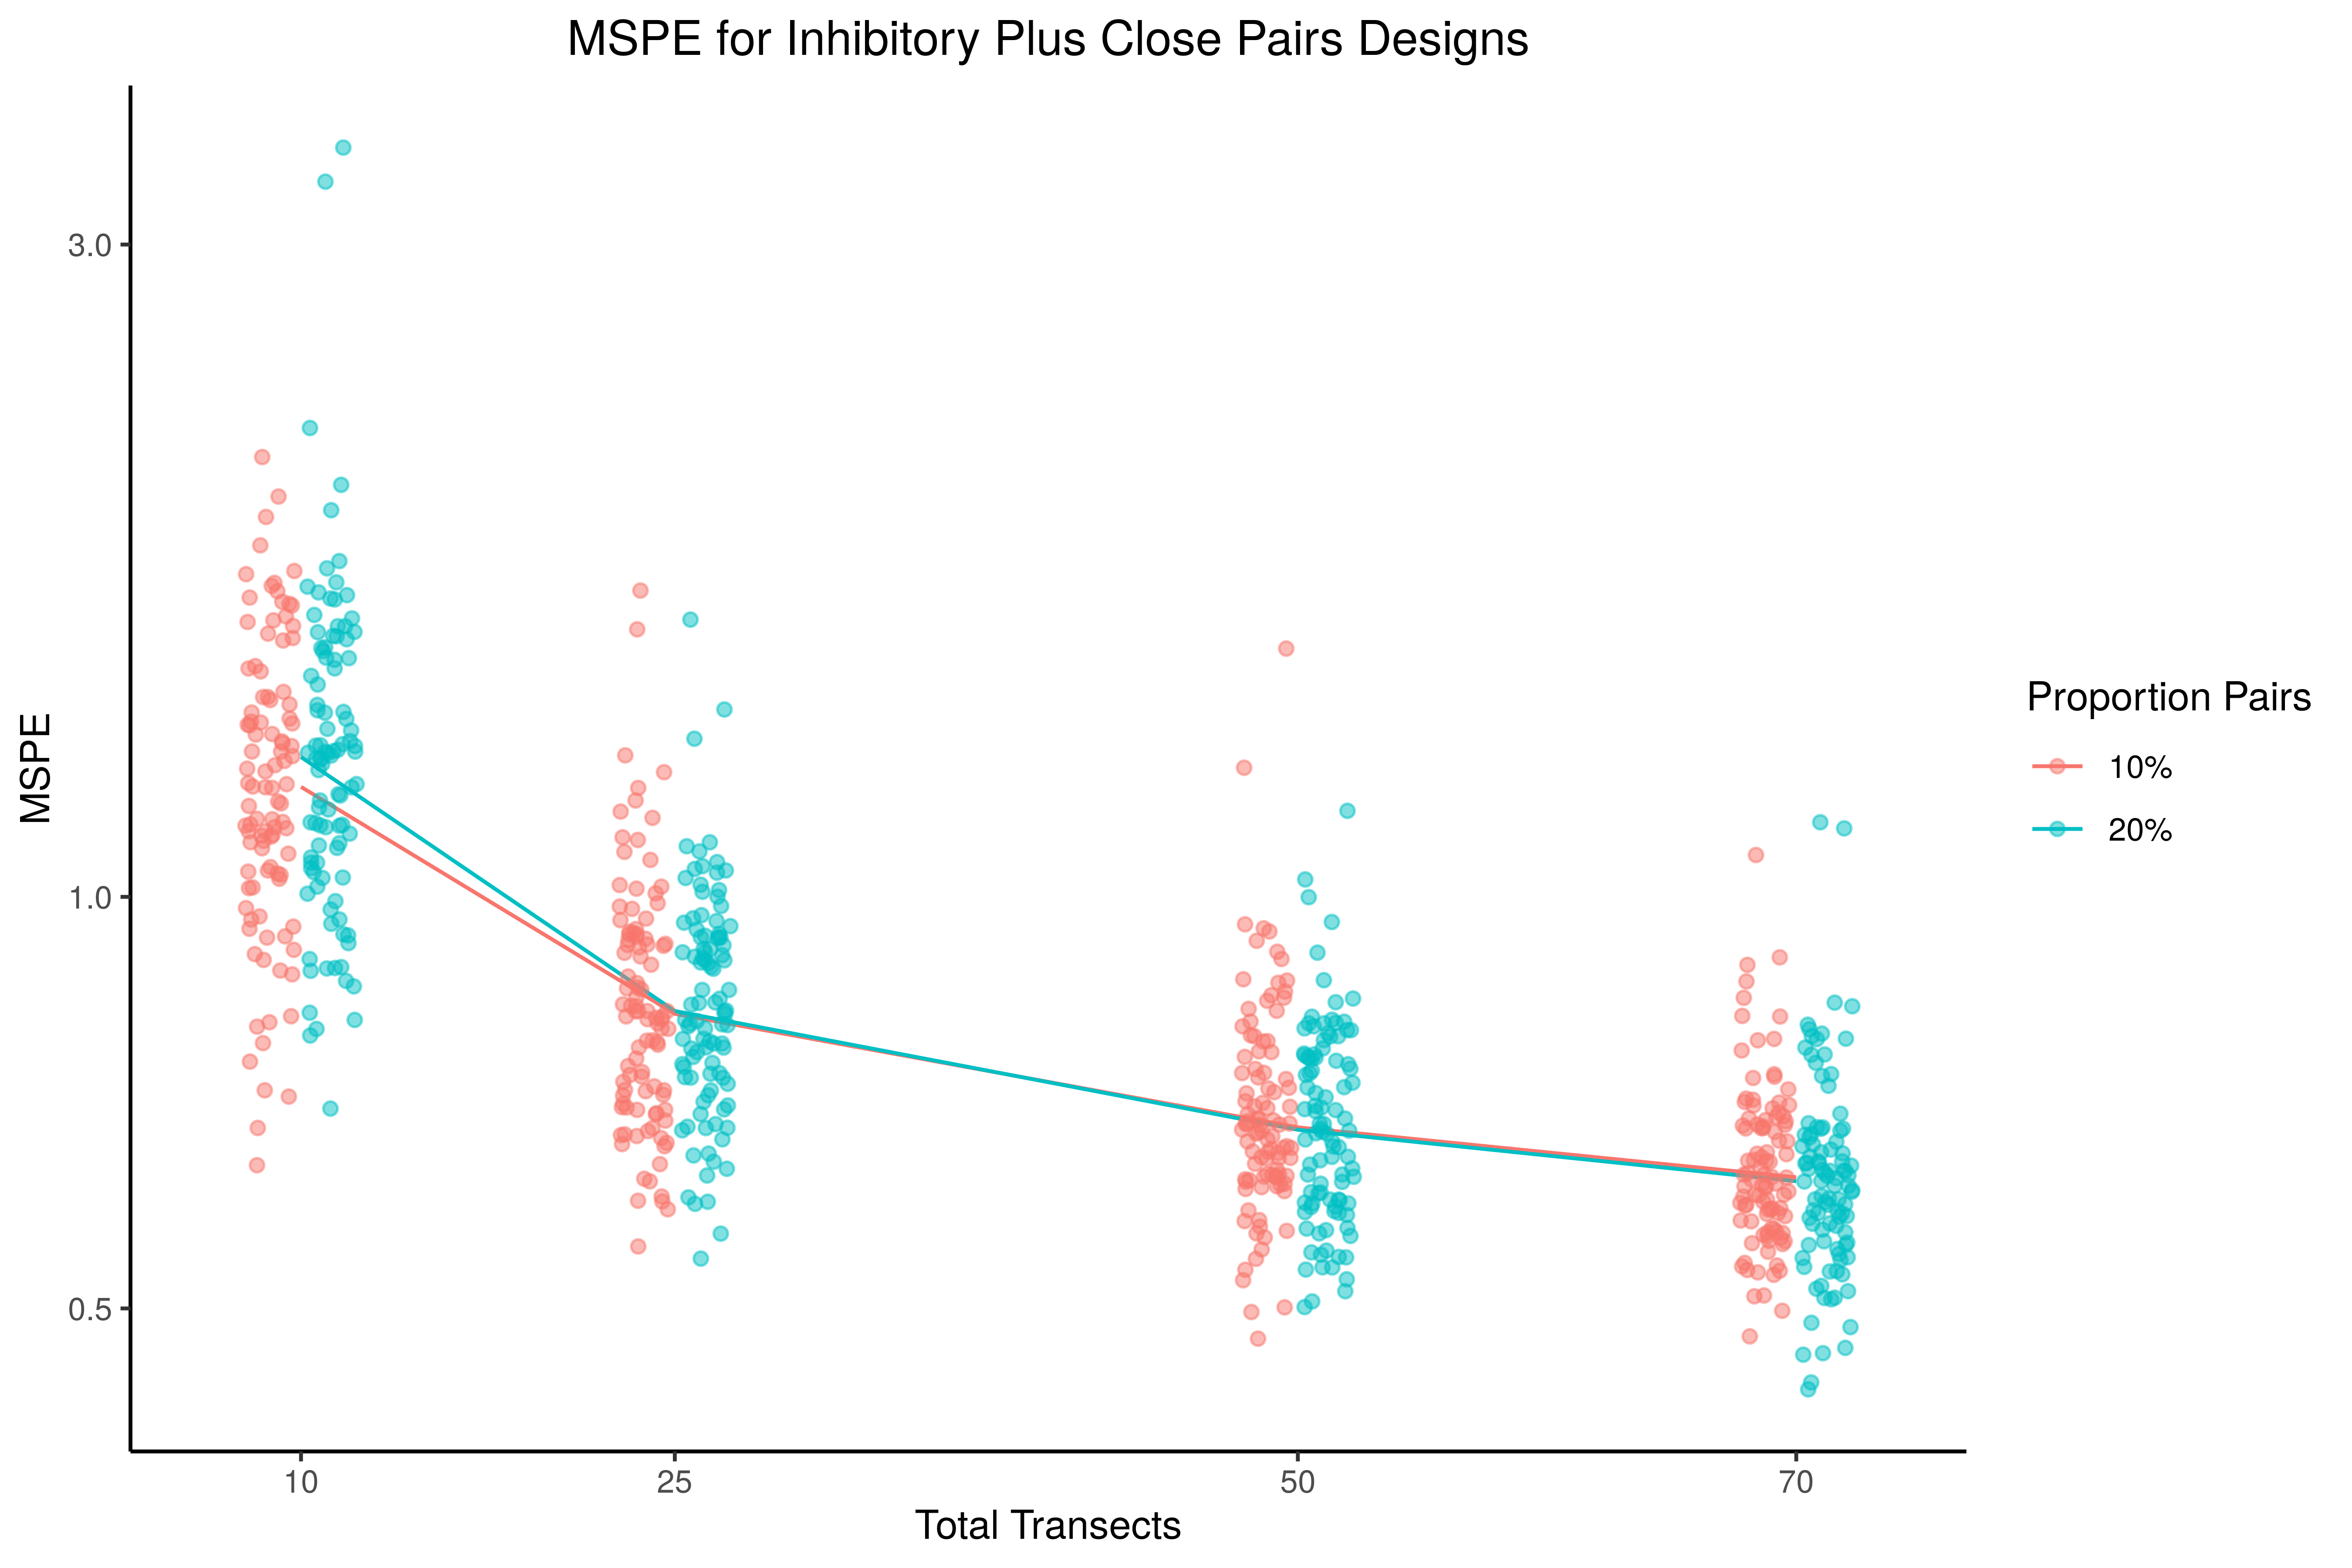 MSPE for Inhibitory Plus Close Pairs Designs
MSPE
3.0
1.0
0.5
10
25
50
70
Total Transects
Proportion Pairs
10%
20%